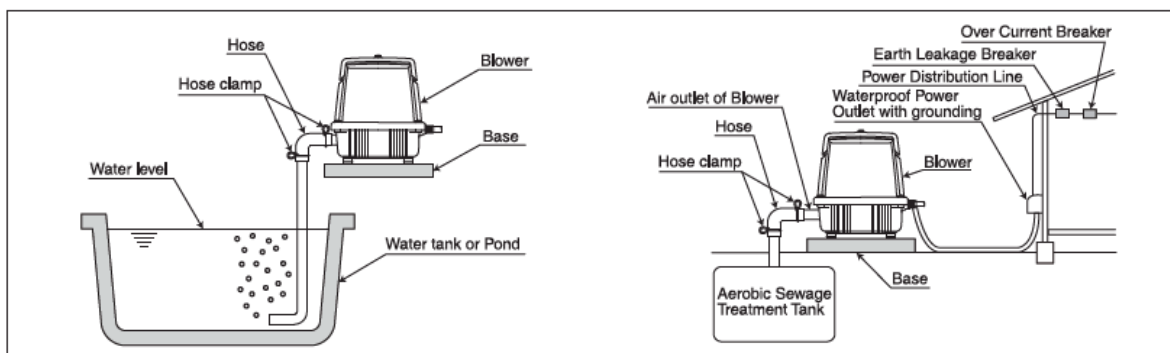 Hose
Hose clamp
Blower
Base
Water level
Water tank or Pond
Over Current Breaker
Earth Leakage Breaker
Power Distribution Line
Waterproof Power
Outlet with grounding
Air outlet of Blower
Hose
Hose clamp
Blower
Base
Aerobic Sewage
Treatment Tank